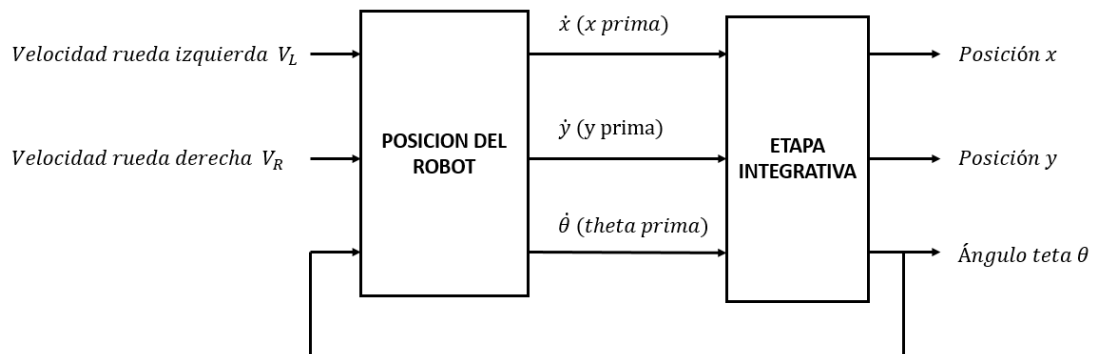 Velocidad rueda izquierda V_L
Velocidad rueda derecha V_R
POSICION DEL
ROBOT
ẋ (x prima)
ẏ (y prima)
θ̇ (theta prima)
ETAPA
INTEGRATIVA
Posición x
Posición y
Ángulo teta θ